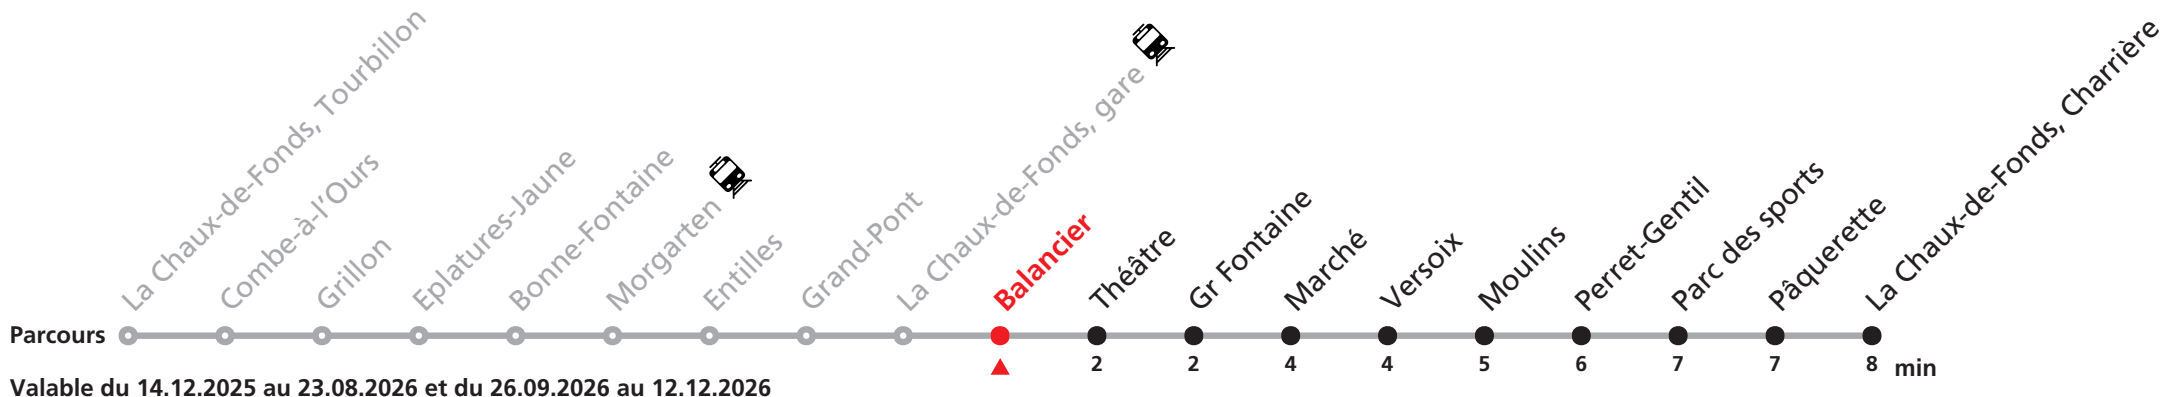 La Chaux-de-Fonds, Tourbillon
Combe-à-l'Ours
Grillon
Eplatures-Jaune
Bonne-Fontaine
Morgarten
Entilles
Grand-Pont
La Chaux-de-Fonds, gare
Balancier
Théâtre
Gr Fontaine
Marché
Versoix
Moulins
Perret-Gentil
Parc des sports
Pâquerette
La Chaux-de-Fonds, Charrière
Parcours
2 2 4 4 5 6 7 7 8 min
Valable du 14.12.2025 au 23.08.2026 et du 26.09.2026 au 12.12.2026